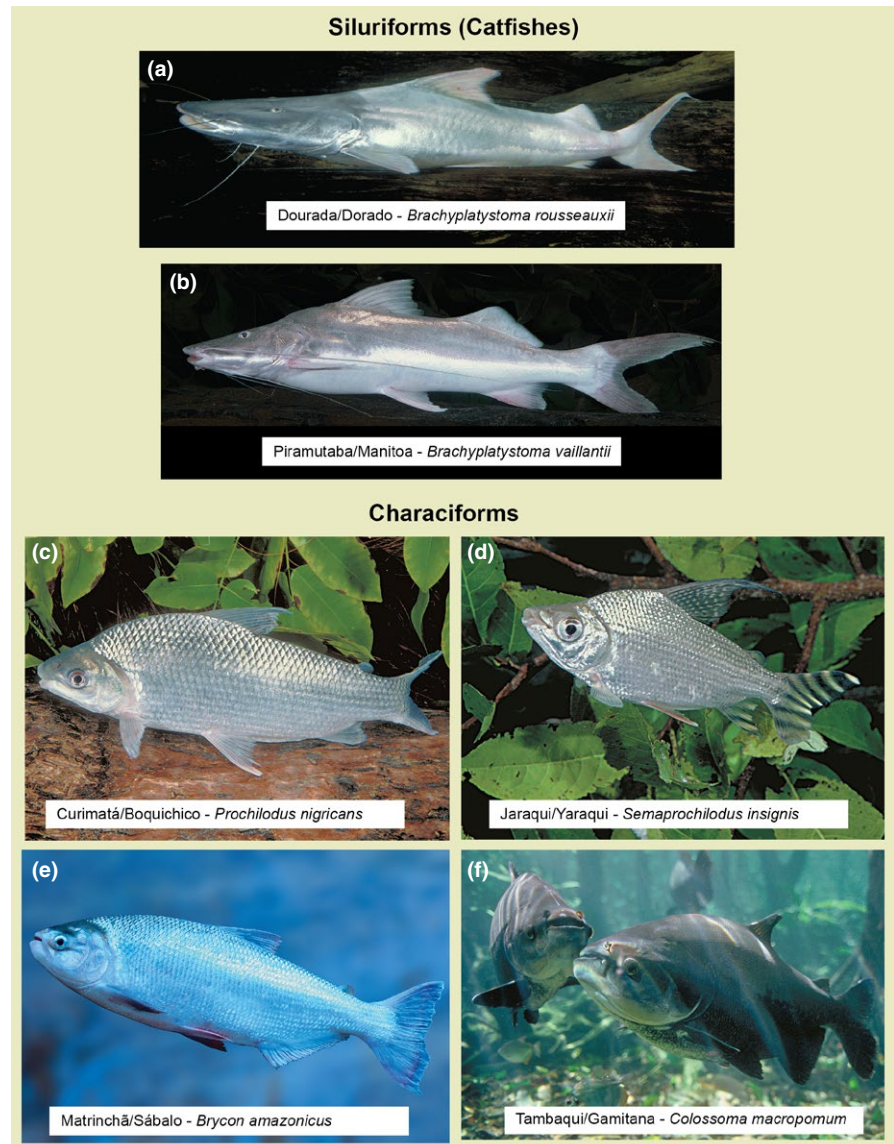 Siluriforms (Catfishes)
(a)
Dourada/Dorado - Brachyplatystoma rousseauxii
(b)
Piramutaba/Manitoa - Brachyplatystoma vaillantii
Characiforms
(c)
(d)
Curimatá/Boquichico - Prochilodus nigricans
Jaraqui/Yaraqui - Semaprochilodus insignis
(e)
(f)
Matrinchã/Sábalo - Brycon amazonicus
Tambaqui/Gamitana - Colossoma macropomum